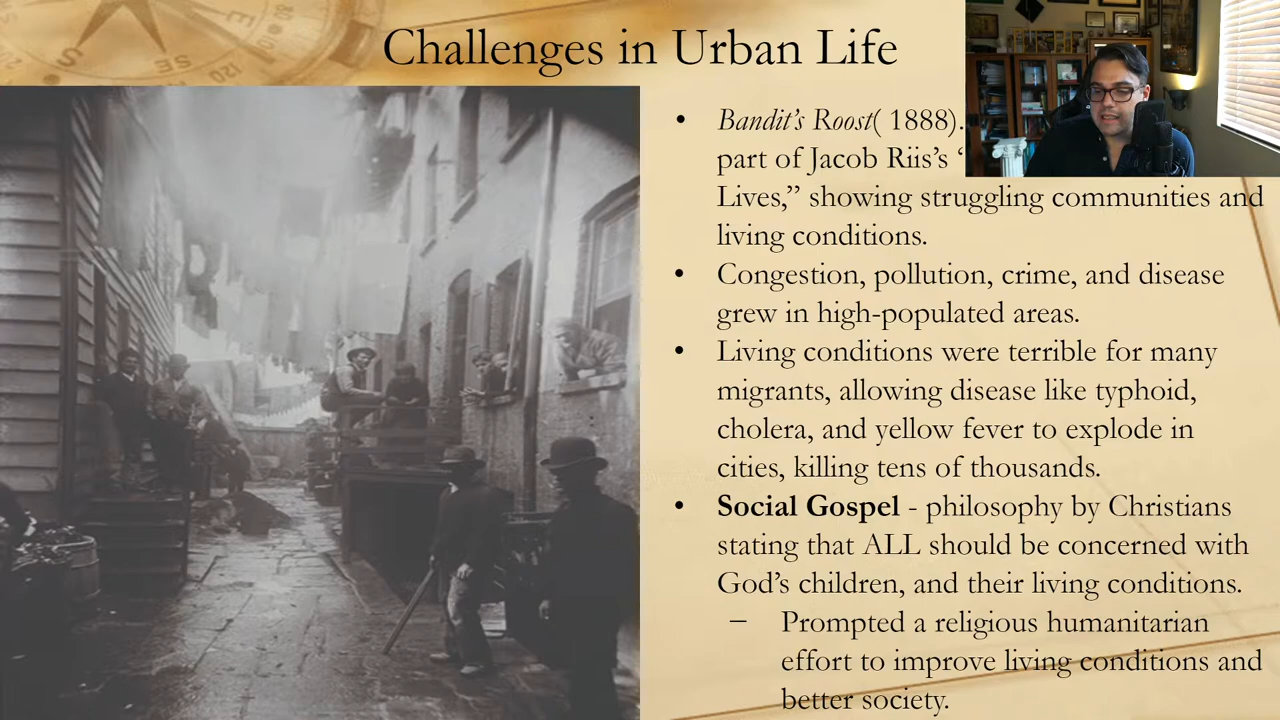 Challenges in Urban Life
• Bandit’s Roost( 1888).
part of Jacob Riis’s ‘
Lives,” showing struggling communities and
living conditions.
• Congestion, pollution, crime, and disease
grew in high-populated areas.
• Living conditions were terrible for many
migrants, allowing disease like typhoid,
cholera, and yellow fever to explode in
cities, killing tens of thousands.
• Social Gospel - philosophy by Christians
stating that ALL should be concerned with
God’s children, and their living conditions.
– Prompted a religious humanitarian
effort to improve living conditions and
better society.
SE
120